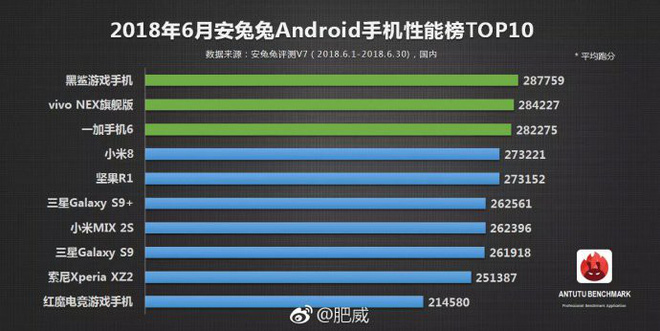 2018年6月安兔兔Android手机性能榜TOP10
数据来源：安兔兔评测V7（2018.6.1-2018.6.30），国内
* 平均跑分
黑鲨游戏手机 287759
vivo NEX旗舰版 284227
一加手机6 282275
小米8 273221
坚果R1 273152
三星Galaxy S9+ 262561
小米MIX 2S 262396
三星Galaxy S9 261918
索尼Xperia XZ2 251387
红魔电竞游戏手机 214580
ANTUTU BENCHMARK
Professional Benchmark Application
@肥威